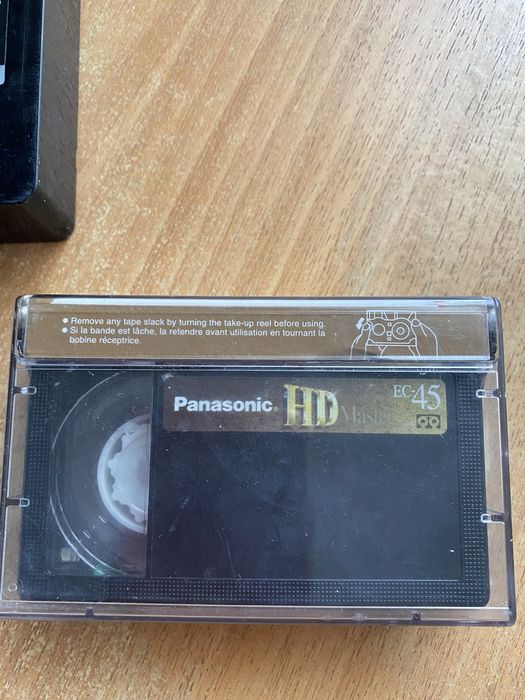 ● Remove any tape slack by turning the take-up reel before using.
● Si la bande est lâche, la retendre avant utilisation en tournant la
bobine réceptrice.
Panasonic® HD Master EC-45